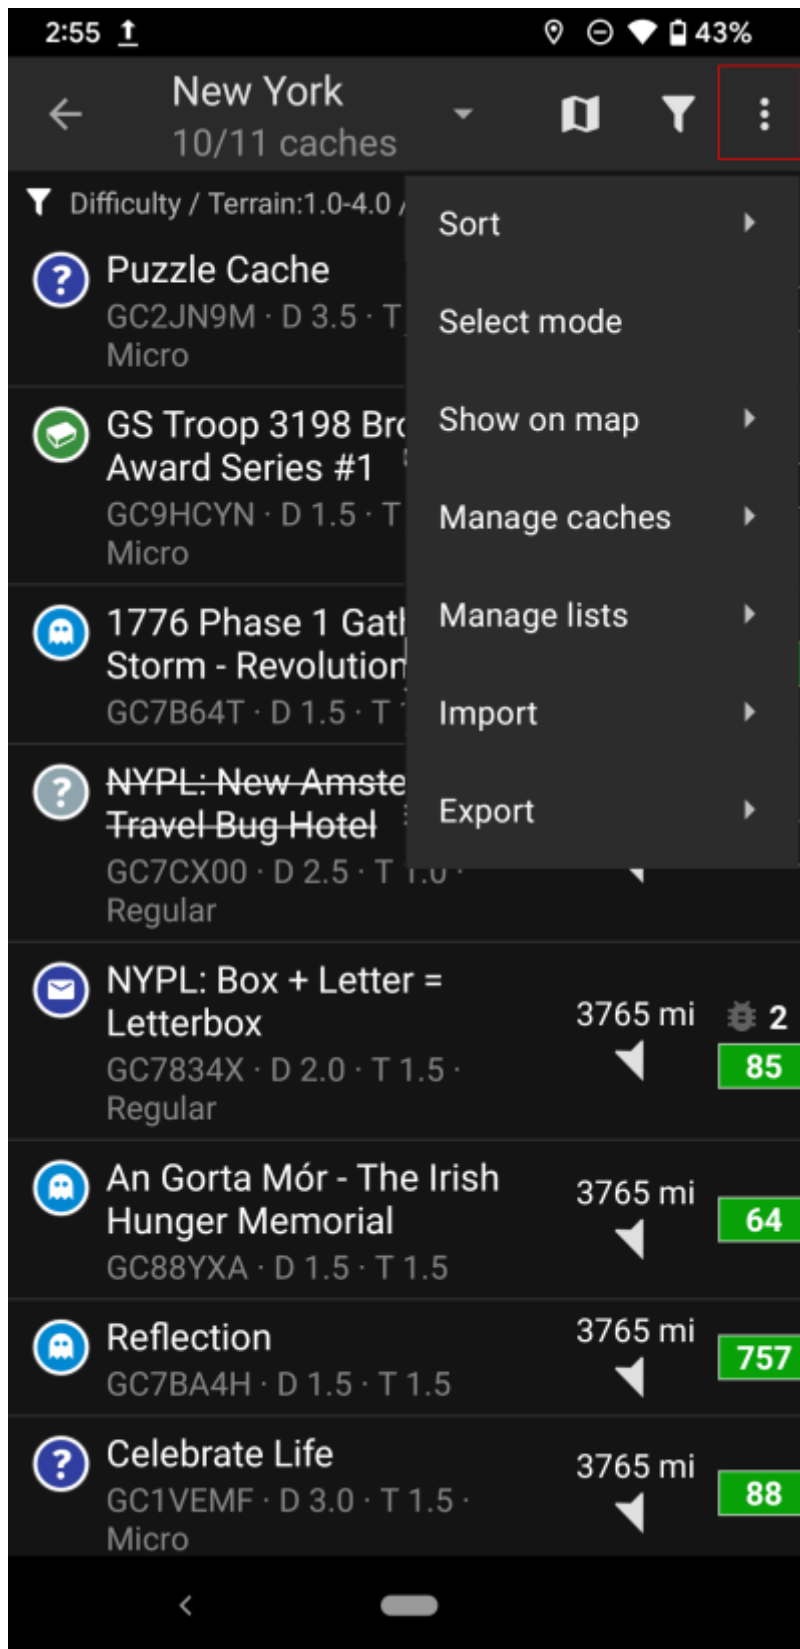 2:55 43%
New York
10/11 caches
Difficulty / Terrain:1.0-4.0 /
Sort
Select mode
Show on map
Manage caches
Manage lists
Import
Export
Puzzle Cache
GC2JN9M · D 3.5 · T
Micro
GS Troop 3198
Award Series #1
GC9HCYN · D 1.5 · T
Micro
1776 Phase 1
Storm - Revolution
GC7B64T · D 1.5 · T
NYPL: New
Travel Bug Hotel
GC7CX00 · D 2.5 · T 1.0 ·
Regular
NYPL: Box + Letter =
Letterbox
GC7834X · D 2.0 · T 1.5 ·
Regular
3765 mi
2
85
An Gorta Mór - The Irish
Hunger Memorial
GC88YXA · D 1.5 · T 1.5
3765 mi
64
Reflection
GC7BA4H · D 1.5 · T 1.5
3765 mi
757
Celebrate Life
GC1VEMF · D 3.0 · T 1.5 ·
Micro
3765 mi
88